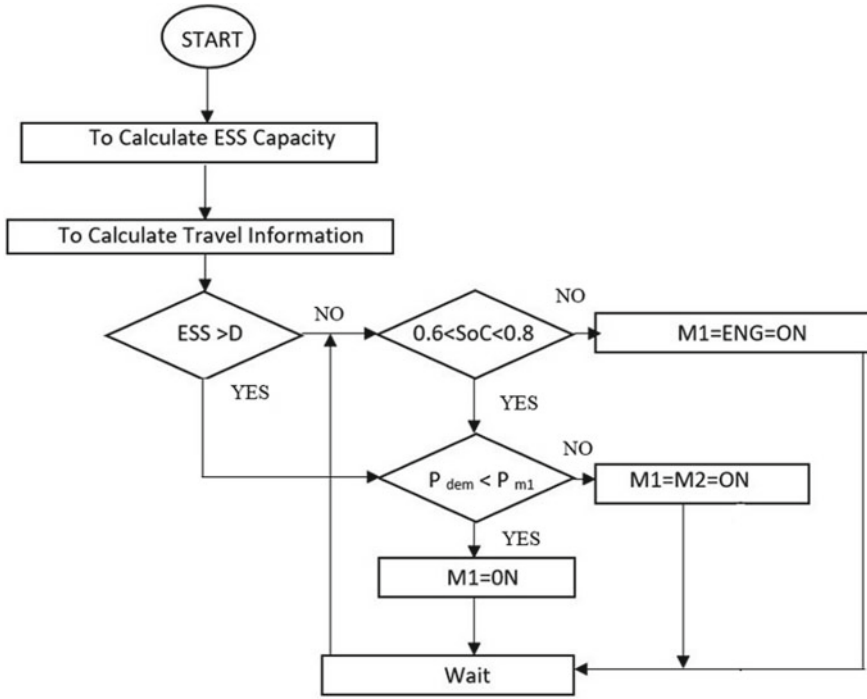 START
To Calculate ESS Capacity
To Calculate Travel Information
ESS >D
NO
0.6<SoC<0.8
NO
M1=ENG=ON
YES
YES
P dem < P m1
NO
M1=M2=ON
YES
M1=0N
Wait